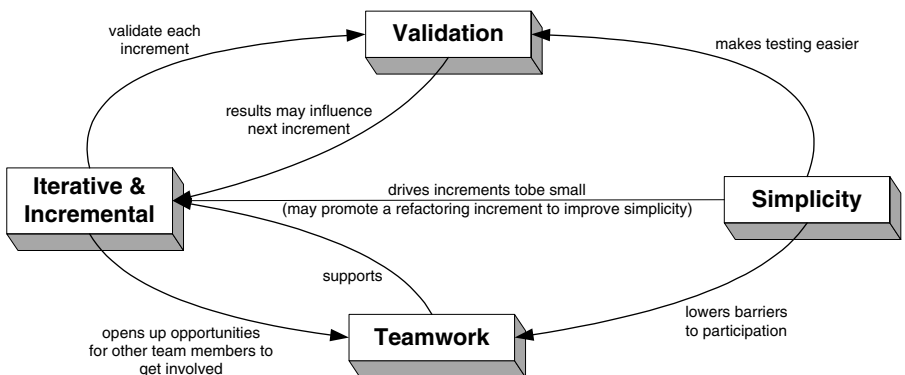 validate each
increment
Validation
makes testing easier
results may influence
next increment
Iterative &
Incremental
drives increments tobe small
(may promote a refactoring increment to improve simplicity)
Simplicity
supports
lowers barriers
to participation
opens up opportunities
for other team members to
get involved
Teamwork